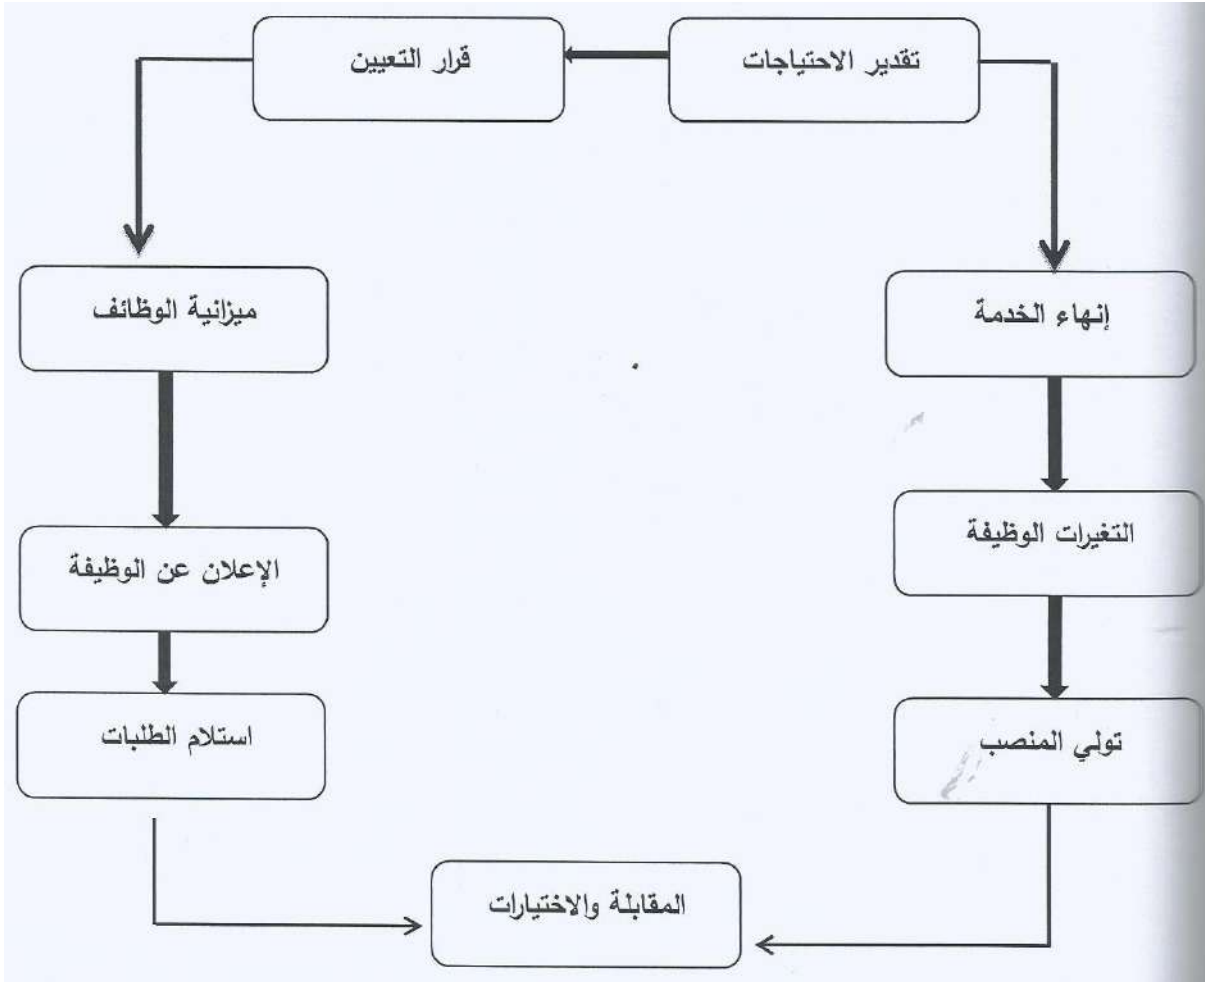 تقدير الاحتياجات
قرار التعيين
ميزانية الوظائف
إنهاء الخدمة
التغيرات الوظيفة
الإعلان عن الوظيفة
استلام الطلبات
تولي المنصب
المقابلة والاختيارات